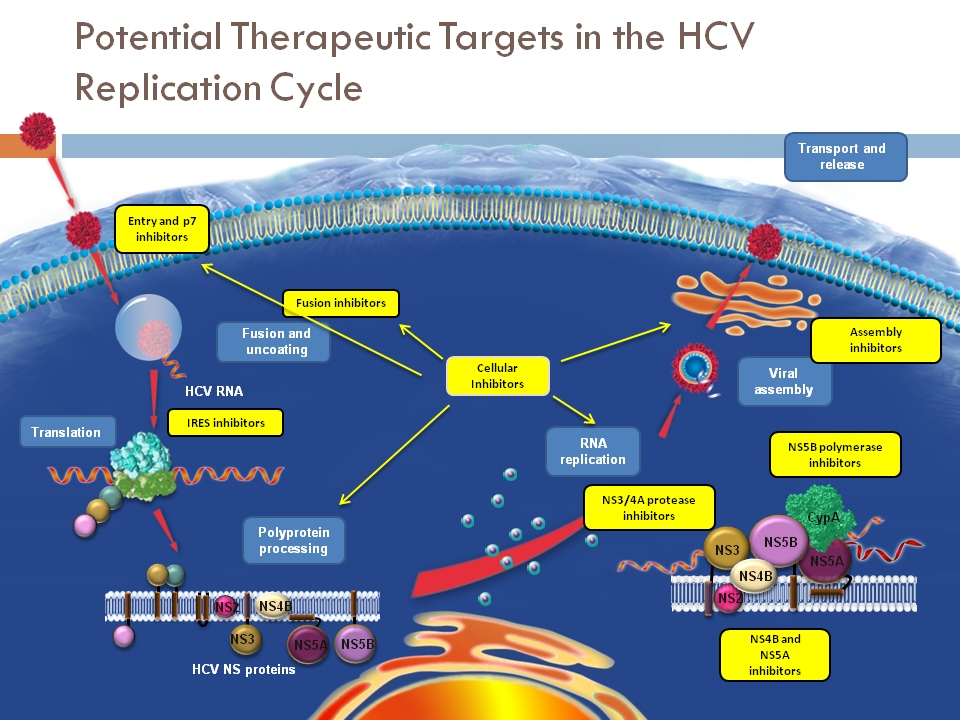 Potential Therapeutic Targets in the HCV
Replication Cycle
Transport and
release
Entry and p7
inhibitors
Fusion inhibitors
Fusion and
uncoating
Assembly
inhibitors
Cellular
Inhibitors
Viral
assembly
HCV RNA
IRES inhibitors
Translation
RNA
replication
NS5B polymerase
inhibitors
NS3/4A protease
inhibitors
CypA
Polyprotein
processing
NS3
NS5B
NS5A
NS4B
NS2
NS2
NS4B
NS3
NS5A
NS5B
HCV NS proteins
NS4B and
NS5A
inhibitors